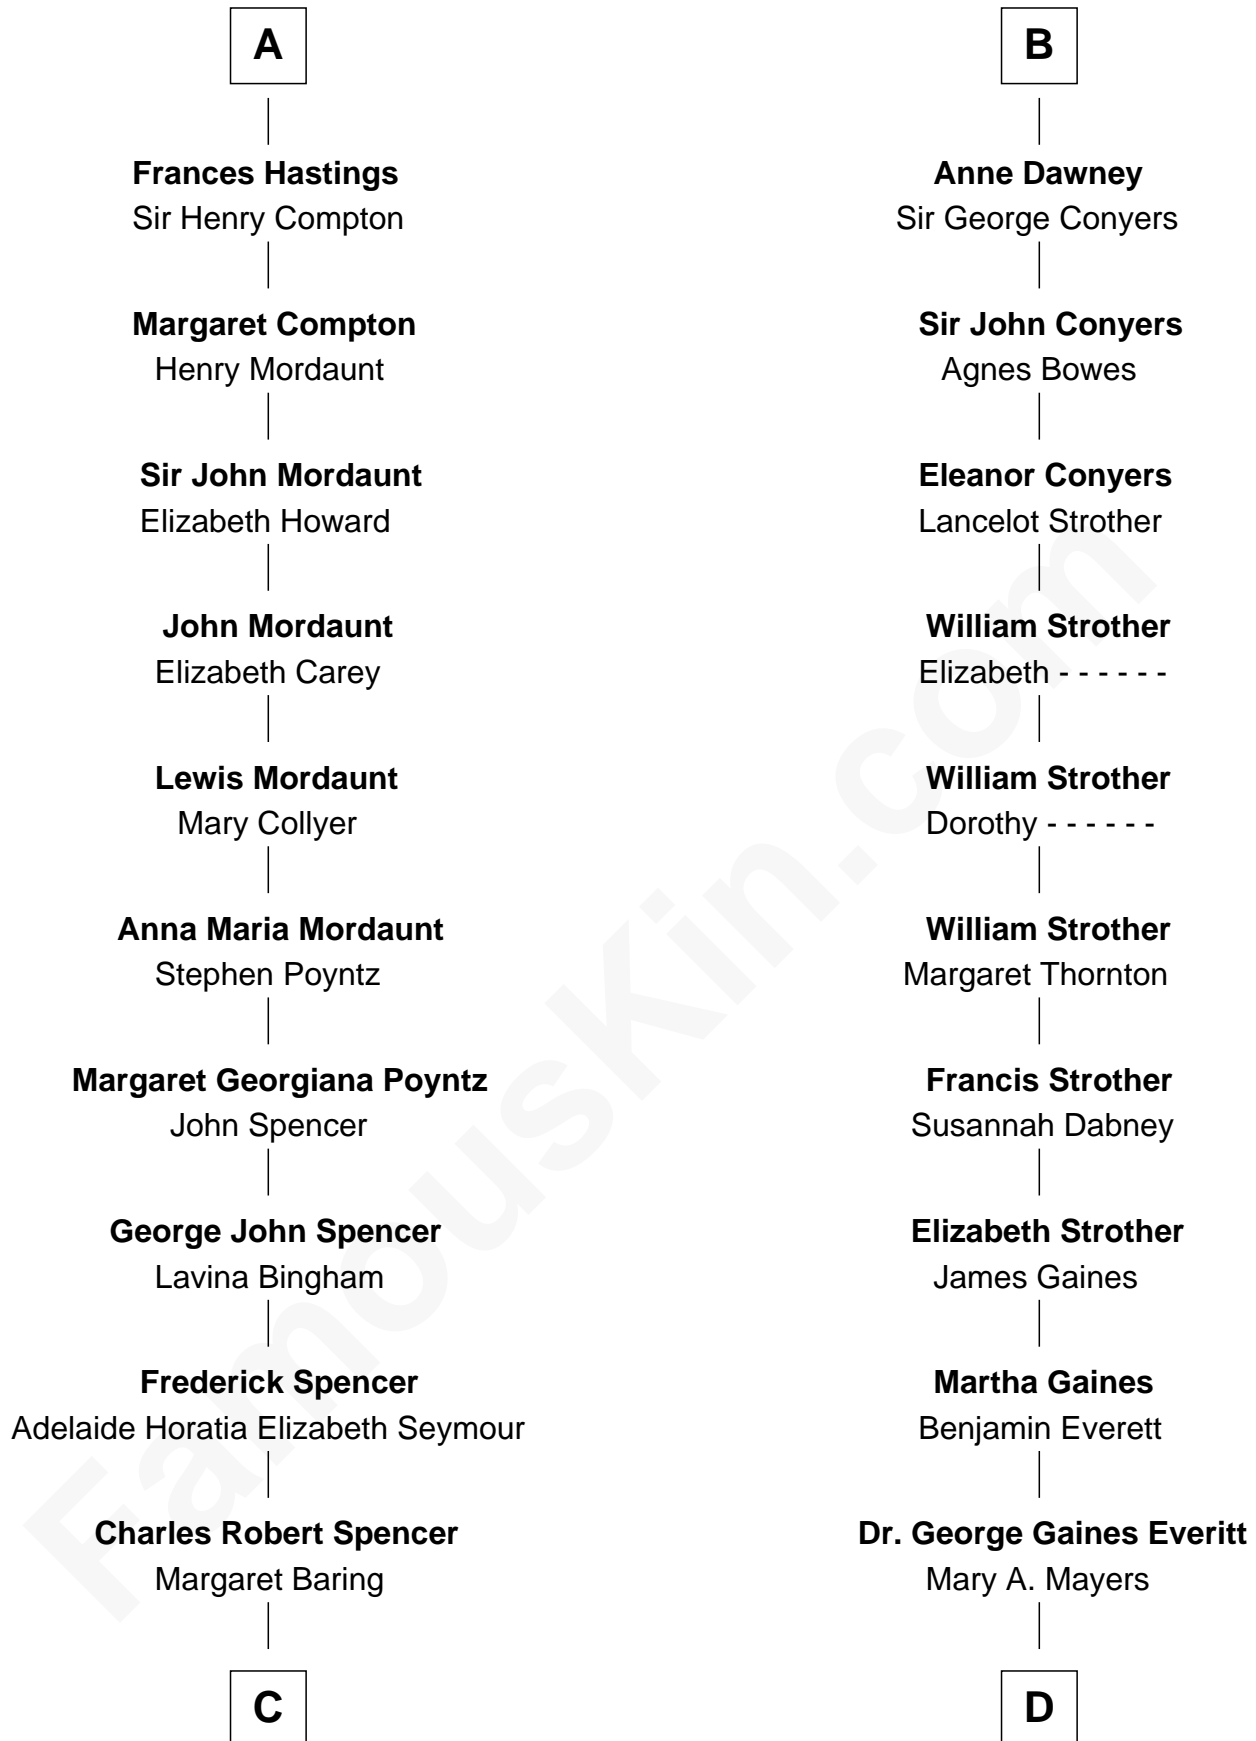 A
Frances Hastings
Sir Henry Compton
Margaret Compton
Henry Mordaunt
Sir John Mordaunt
Elizabeth Howard
John Mordaunt
Elizabeth Carey
Lewis Mordaunt
Mary Collyer
Anna Maria Mordaunt
Stephen Poyntz
Margaret Georgiana Poyntz
John Spencer
George John Spencer
Lavina Bingham
Frederick Spencer
Adelaide Horatia Elizabeth Seymour
Charles Robert Spencer
Margaret Baring
C
B
Anne Dawney
Sir George Conyers
Sir John Conyers
Agnes Bowes
Eleanor Conyers
Lancelot Strother
William Strother
Elizabeth - - - - - -
William Strother
Dorothy - - - - - -
William Strother
Margaret Thornton
Francis Strother
Susannah Dabney
Elizabeth Strother
James Gaines
Martha Gaines
Benjamin Everett
Dr. George Gaines Everitt
Mary A. Mayers
D
FamousKin.com